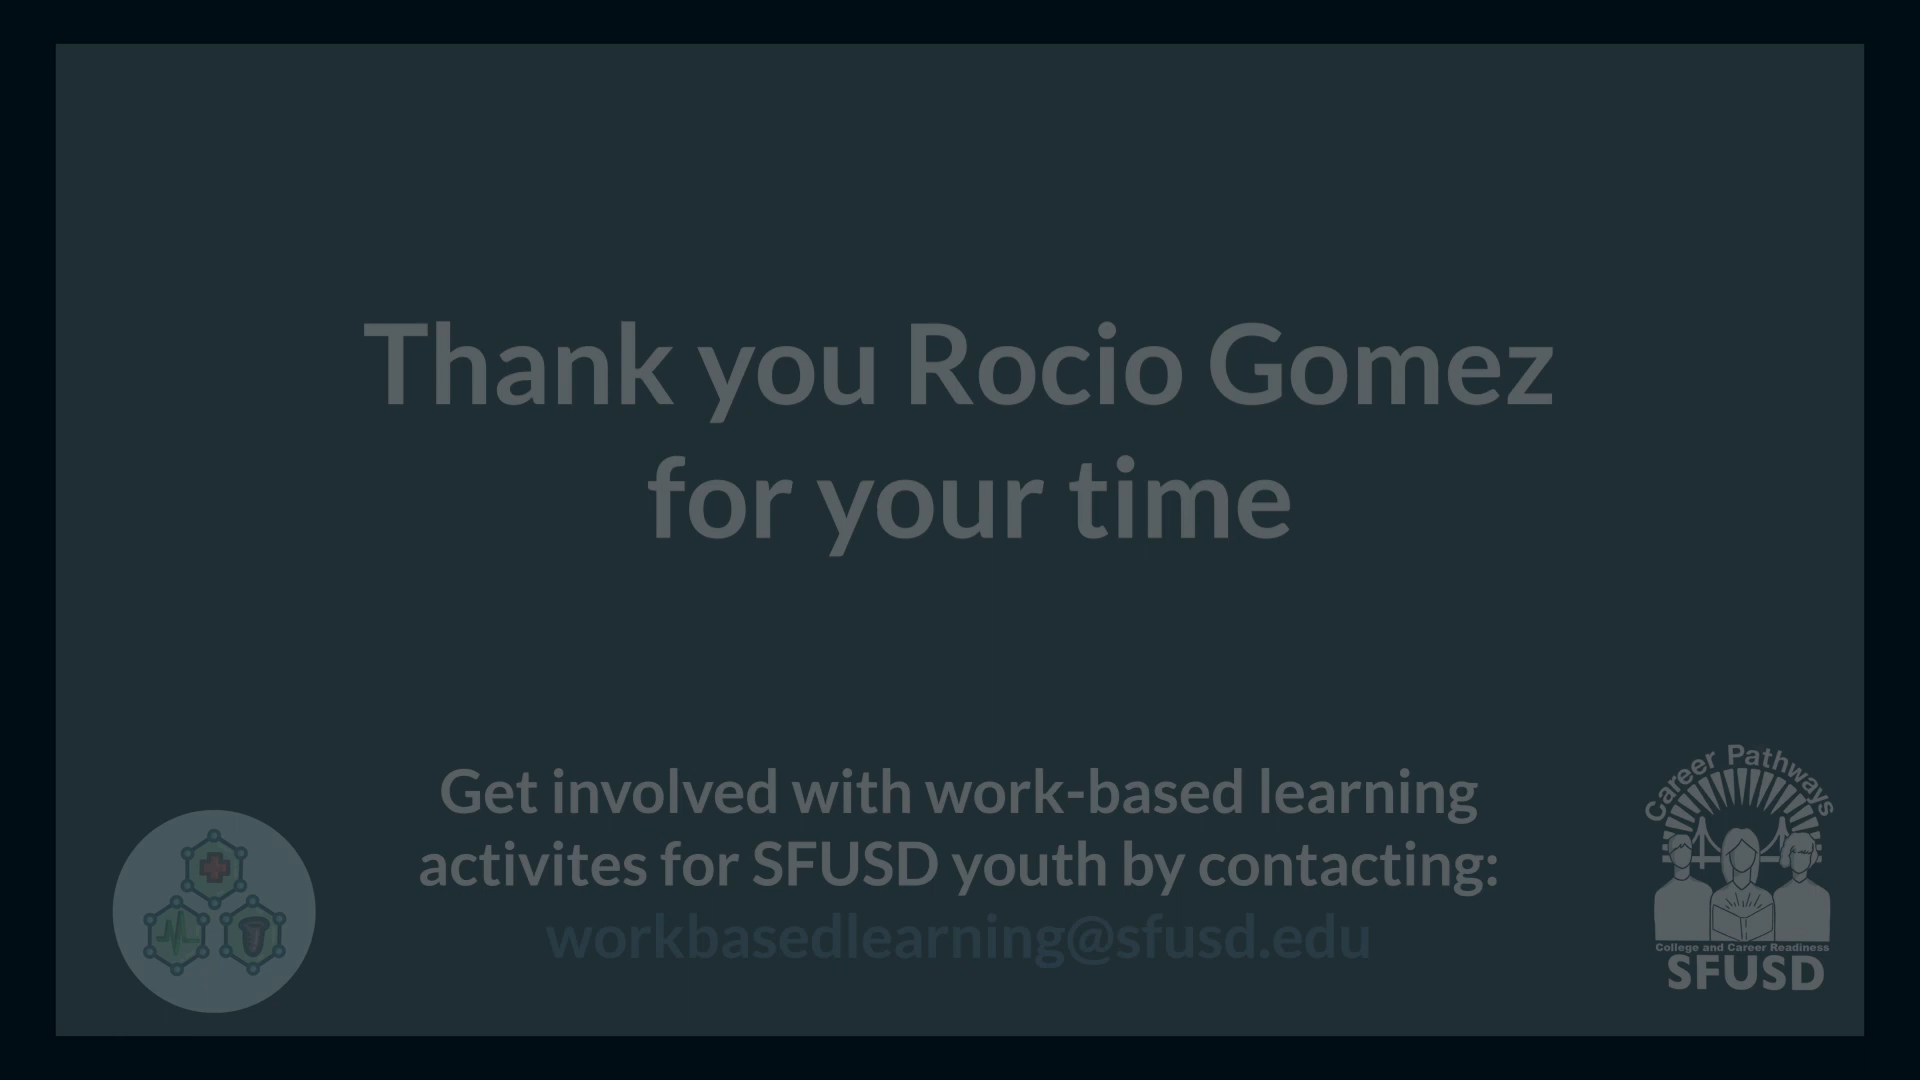 Thank you Rocio Gomez
for your time
Get involved with work-based learning
activites for SFUSD youth by contacting:
workbasedlearning@sfusd.edu
Career Pathways
College and Career Readiness
SFUSD